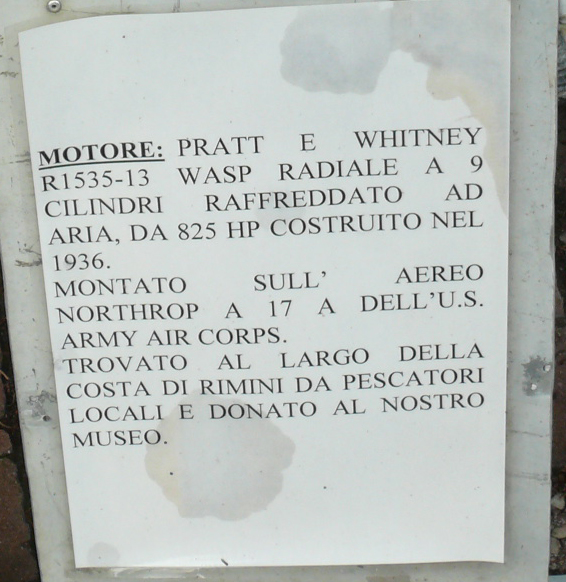 MOTORE: PRATT E WHITNEY
R1535-13 WASP RADIALE A 9
CILINDRI RAFFREDDATO AD
ARIA, DA 825 HP COSTRUITO NEL
1936.
MONTATO SULL' AEREO
NORTHROP A 17 A DELL'U.S.
ARMY AIR CORPS.
TROVATO AL LARGO DELLA
COSTA DI RIMINI DA PESCATORI
LOCALI E DONATO AL NOSTRO
MUSEO.